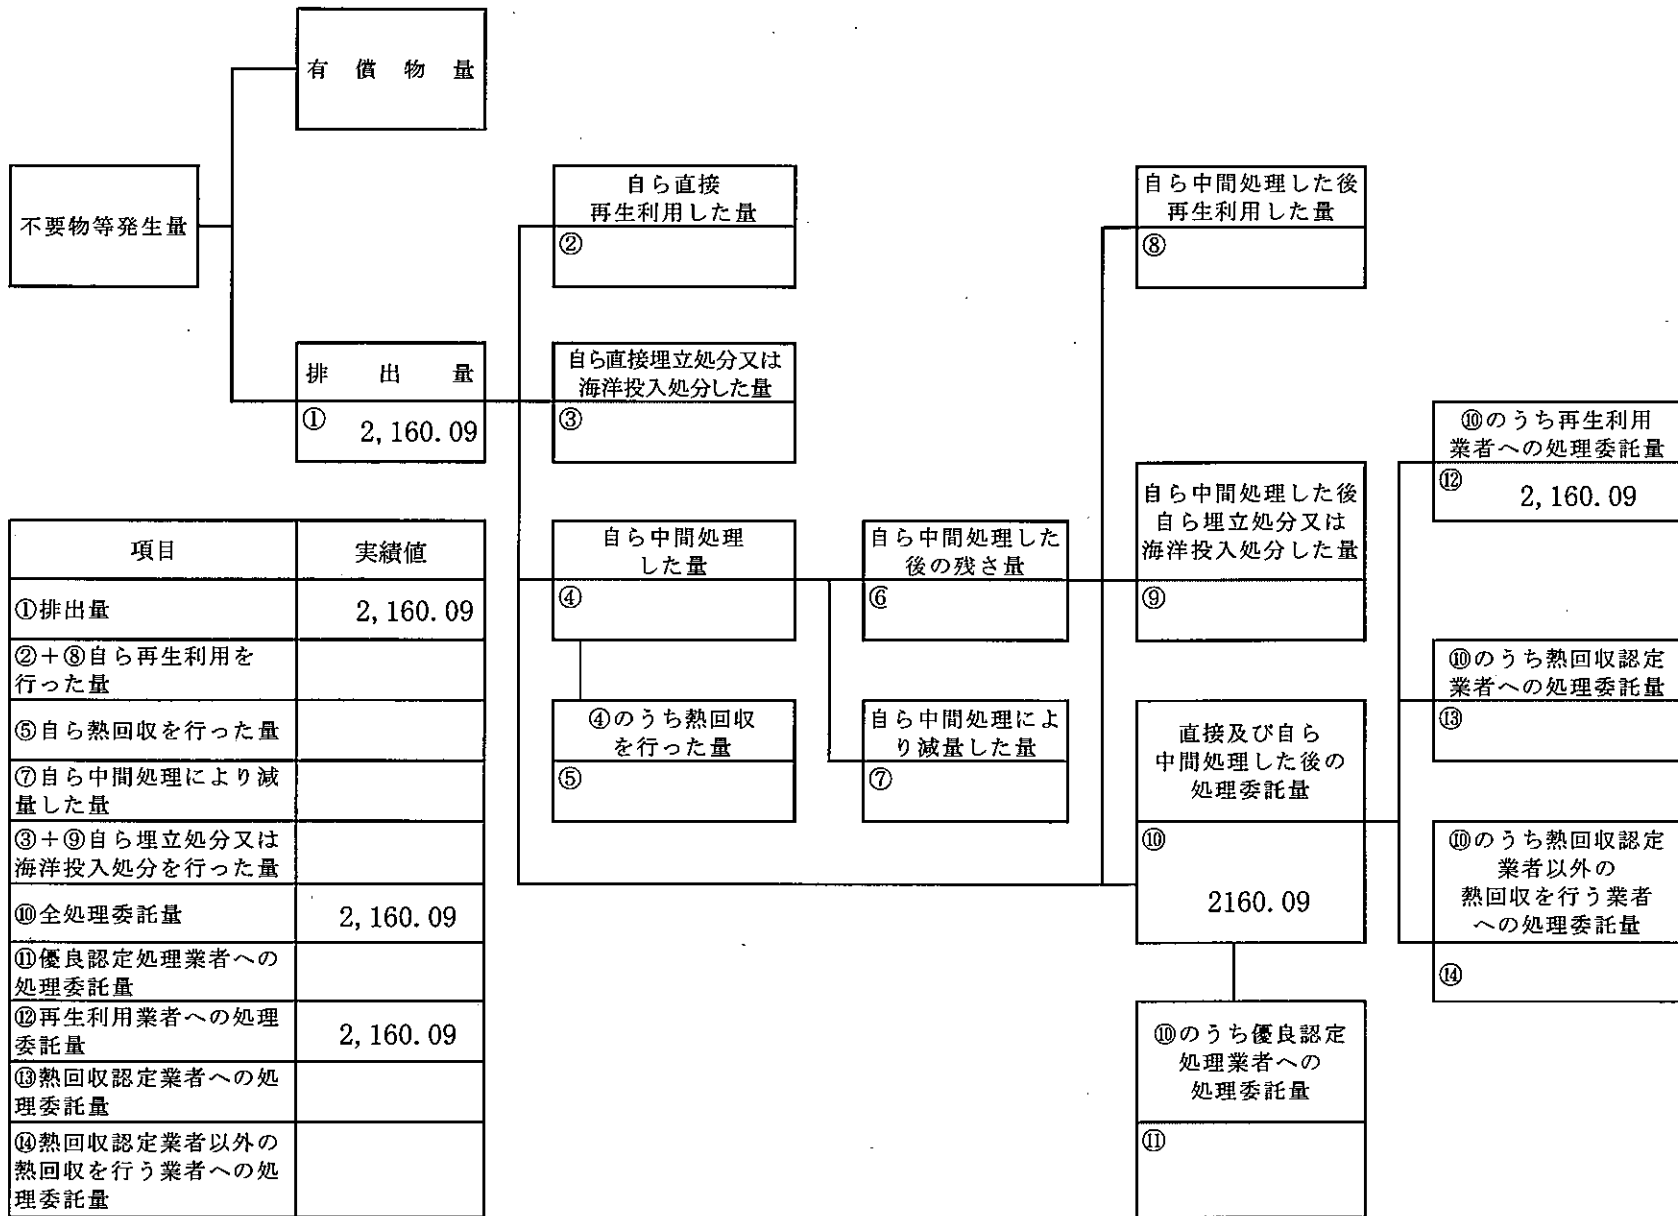 有償物量
不要物等発生量
自ら直接
再生利用した量
②
自ら中間処理した後
再生利用した量
⑧
排出量
① 2,160.09
自ら直接埋立処分又は
海洋投入処分した量
③
⑩のうち再生利用
業者への処理委託量
⑫ 2,160.09
自ら中間処理した後
自ら埋立処分又は
海洋投入処分した量
⑨
自ら中間処理
した量
④
自ら中間処理した
後の残さ量
⑥
④のうち熱回収
を行った量
⑤
自ら中間処理によ
り減量した量
⑦
直接及び自ら
中間処理した後の
処理委託量
⑩
2160.09
⑩のうち熱回収認定
業者への処理委託量
⑬
⑩のうち熱回収認定
業者以外の
熱回収を行う業者
への処理委託量
⑭
⑩のうち優良認定
処理業者への
処理委託量
⑪
項目 実績値
①排出量 2,160.09
②+⑧自ら再生利用を
行った量
⑤自ら熱回収を行った量
⑦自ら中間処理により減
量した量
③+⑨自ら埋立処分又は
海洋投入処分を行った量
⑩全処理委託量 2,160.09
⑪優良認定処理業者への
処理委託量
⑫再生利用業者への処理
委託量 2,160.09
⑬熱回収認定業者への処
理委託量
⑭熱回収認定業者以外の
熱回収を行う業者への処
理委託量